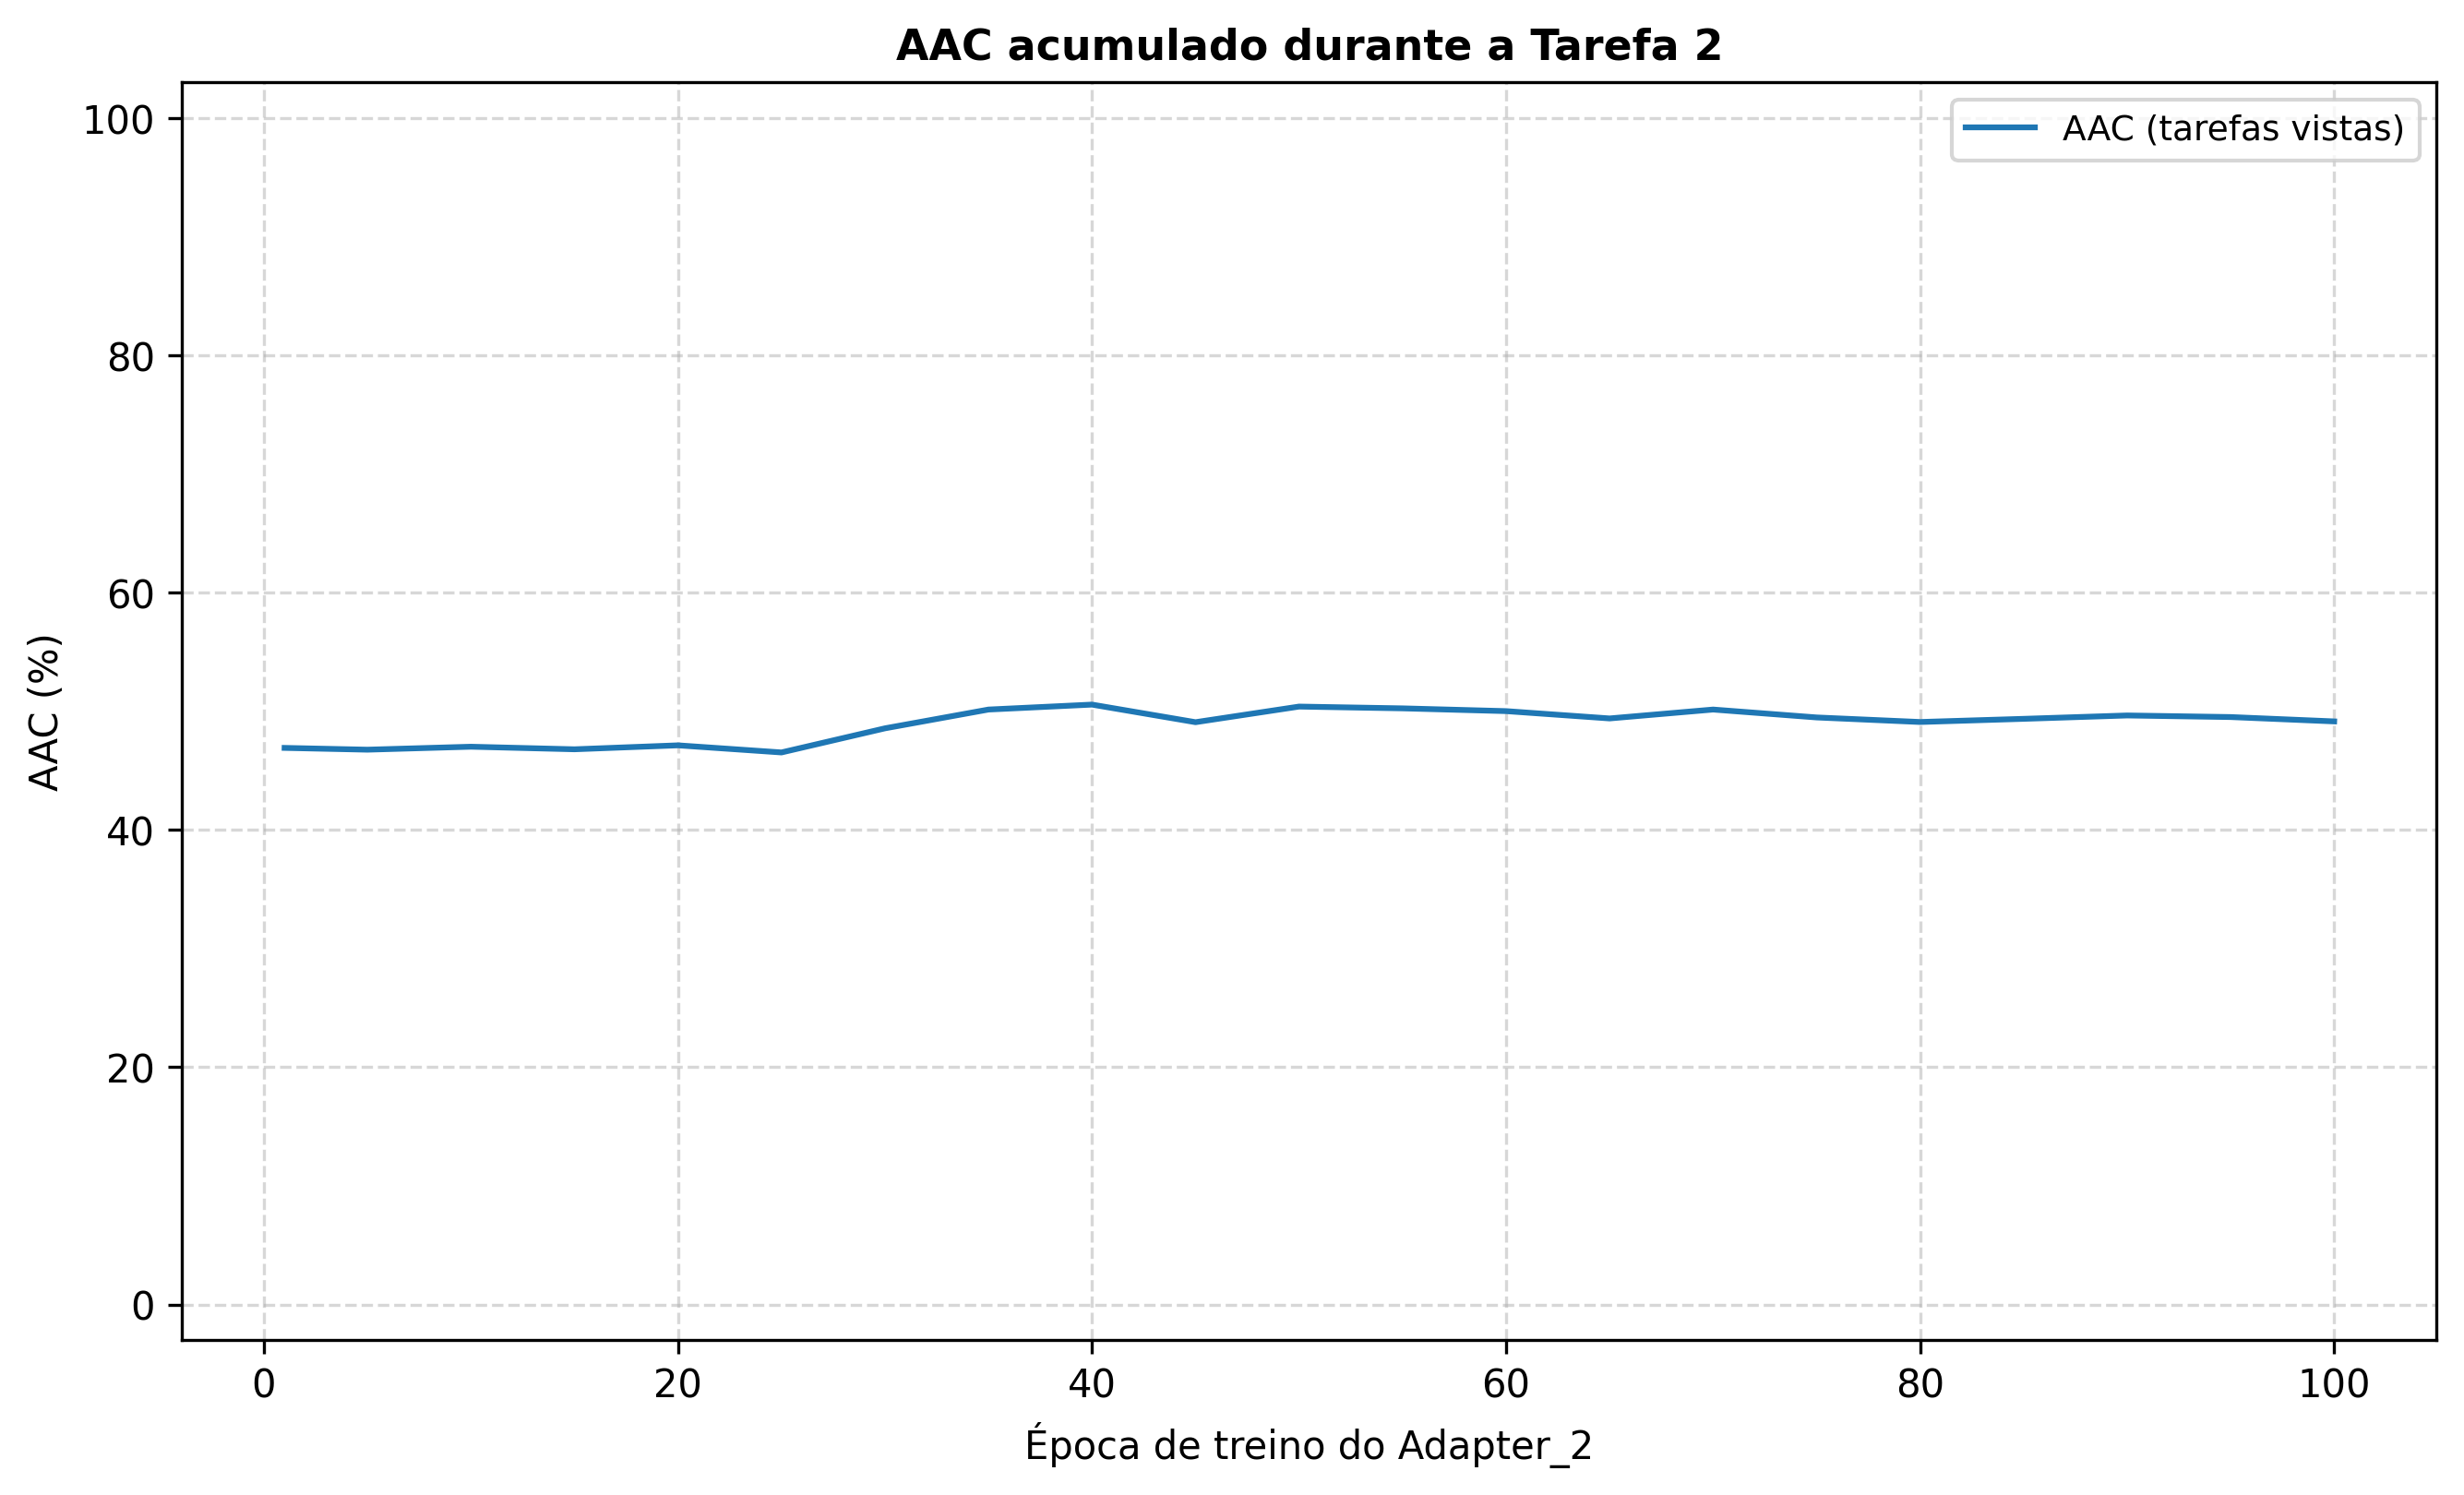 AAC acumulado durante a Tarefa 2
AAC (tarefas vistas)
AAC (%)
100
80
60
40
20
0
0 20 40 60 80 100
Época de treino do Adapter_2